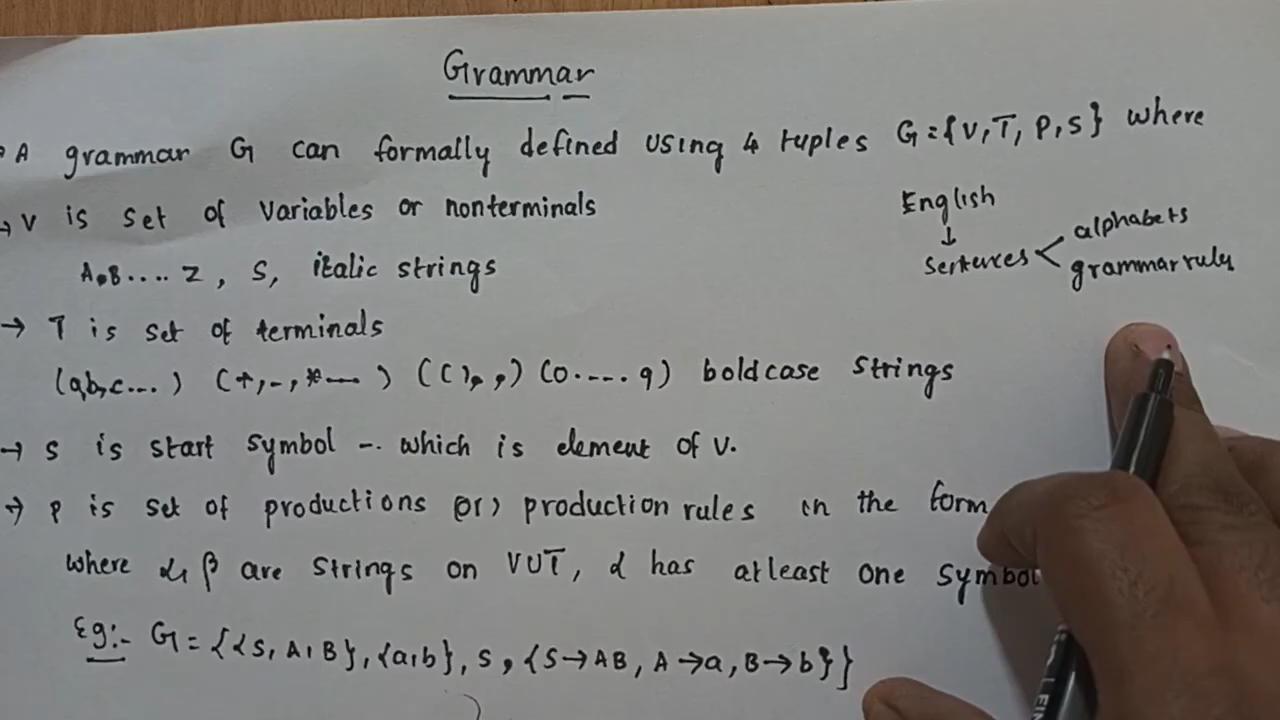 Grammar
A grammar G can formally defined using 4 tuples G={V,T, P,S} where
→ V is set of variables or nonterminals
English
↓
sentences < alphabets
grammar rules
A,B....Z, S, italic strings
→ T is set of terminals
(a,b,c...) (+,-,*— ) ((),,) (0....9) boldcase strings
→ S is start symbol -. which is element of V.
→ P is set of productions (or) production rules in the form
where α, β are strings on VUT, α has atleast one symbol
Eg:- G={{S, A, B}, {a,b}, S, {S→AB, A→a, B→b}}